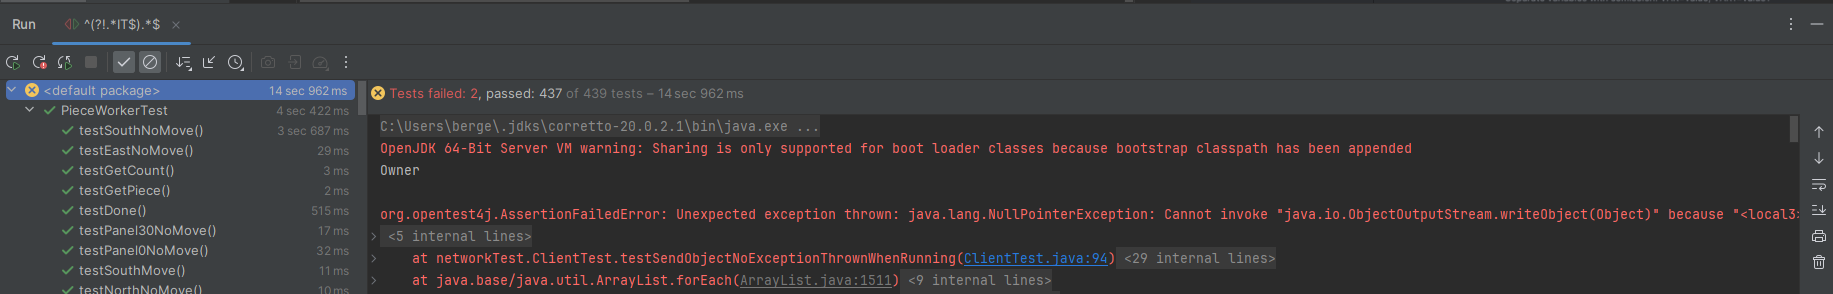 Run ^(?!.*IT$).*$
<default package> 14 sec 962 ms
PieceWorkerTest 4 sec 422 ms
testSouthNoMove() 3 sec 687 ms
testEastNoMove() 29 ms
testGetCount() 3 ms
testGetPiece() 2 ms
testDone() 515 ms
testPanel30NoMove() 17 ms
testPanel0NoMove() 32 ms
testSouthMove() 11 ms
testNorthNoMove() 10 ms
Tests failed: 2, passed: 437 of 439 tests – 14 sec 962 ms
C:\Users\berge\.jdks\corretto-20.0.2.1\bin\java.exe ...
OpenJDK 64-Bit Server VM warning: Sharing is only supported for boot loader classes because bootstrap classpath has been appended
Owner
org.opentest4j.AssertionFailedError: Unexpected exception thrown: java.lang.NullPointerException: Cannot invoke "java.io.ObjectOutputStream.writeObject(Object)" because "<local3>
<5 internal lines>
at networkTest.ClientTest.testSendObjectNoExceptionThrownWhenRunning(ClientTest.java:94) <29 internal lines>
at java.base/java.util.ArrayList.forEach(ArrayList.java:1511) <9 internal lines>